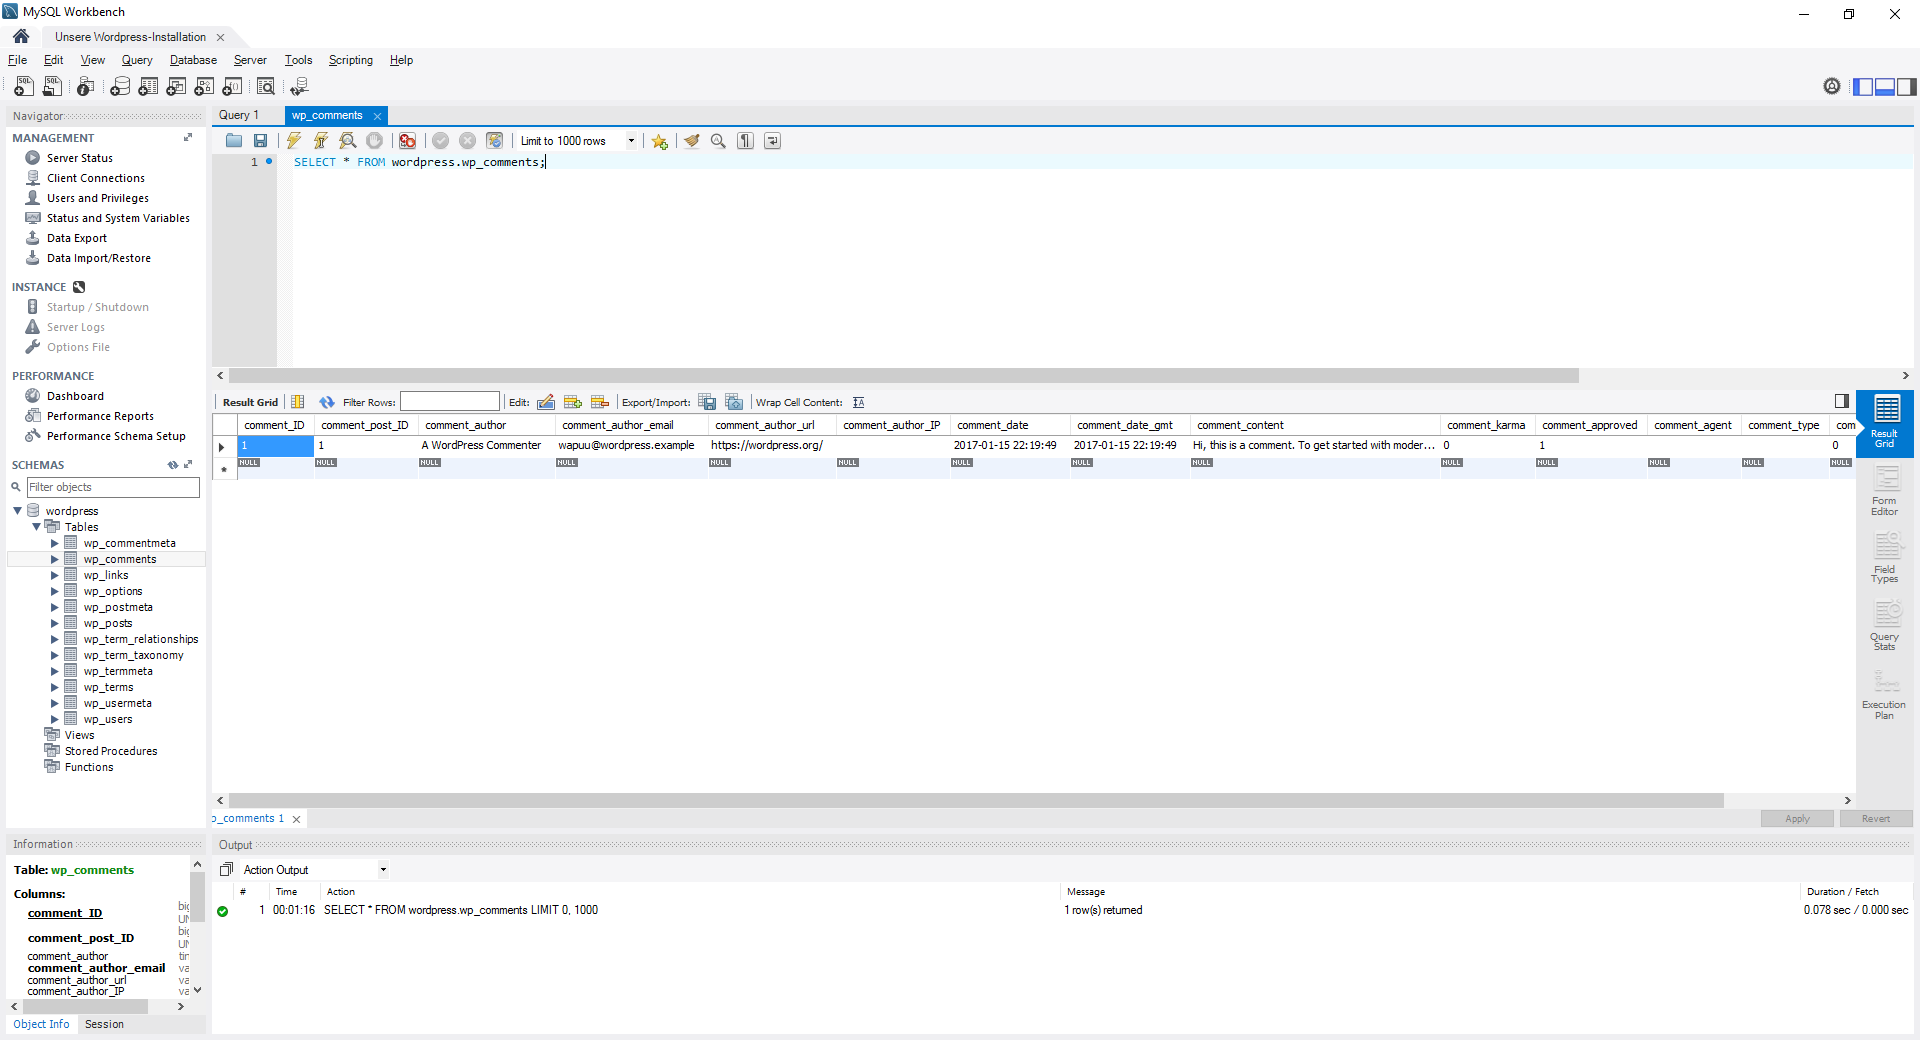 MySQL Workbench
Unsere Wordpress-Installation
File Edit View Query Database Server Tools Scripting Help
Navigator
MANAGEMENT
Server Status
Client Connections
Users and Privileges
Status and System Variables
Data Export
Data Import/Restore
INSTANCE
Startup / Shutdown
Server Logs
Options File
PERFORMANCE
Dashboard
Performance Reports
Performance Schema Setup
SCHEMAS
Filter objects
wordpress
Tables
wp_commentmeta
wp_comments
wp_links
wp_options
wp_postmeta
wp_posts
wp_term_relationships
wp_term_taxonomy
wp_termmeta
wp_terms
wp_usermeta
wp_users
Views
Stored Procedures
Functions
Information
Table: wp_comments
Columns:
comment_ID big
UN
comment_post_ID big
UN
comment_author tin
comment_author_email va
comment_author_url va
comment_author_IP va
Object Info Session
Query 1 wp_comments
Limit to 1000 rows
1 SELECT * FROM wordpress.wp_comments;
Result Grid Filter Rows: Edit: Export/Import: Wrap Cell Content:
comment_ID comment_post_ID comment_author comment_author_email comment_author_url comment_author_IP comment_date comment_date_gmt comment_content comment_karma comment_approved comment_agent comment_type com
1 1 A WordPress Commenter wapuu@wordpress.example https://wordpress.org/ 2017-01-15 22:19:49 2017-01-15 22:19:49 Hi, this is a comment. To get started with moder... 0 1 0
NULL NULL NULL NULL NULL NULL NULL NULL NULL NULL NULL NULL NULL NULL
Result
Grid
Form
Editor
Field
Types
Query
Stats
Execution
Plan
p_comments 1
Apply Revert
Output
Action Output
# Time Action Message Duration / Fetch
1 00:01:16 SELECT * FROM wordpress.wp_comments LIMIT 0, 1000 1 row(s) returned 0.078 sec / 0.000 sec